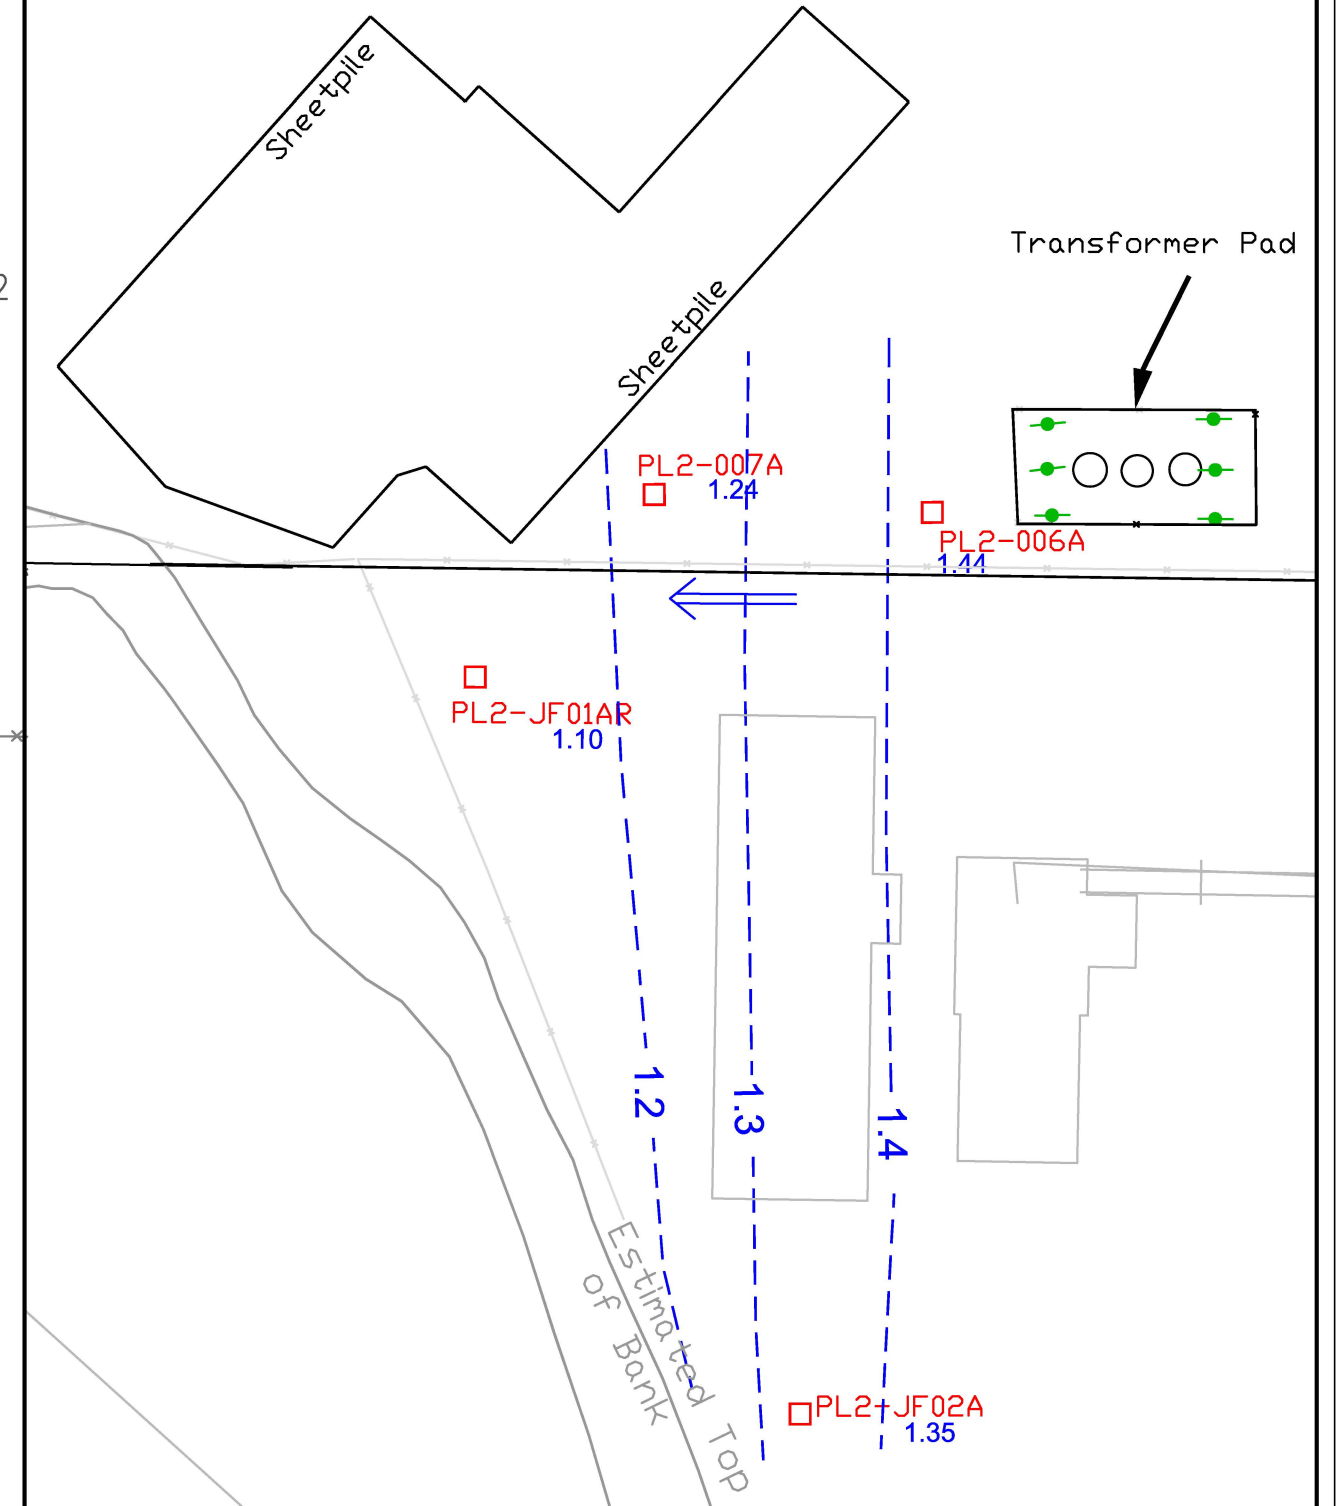 Sheetpile
Transformer Pad
2
Sheetpile
PL2-007A
1.24
PL2-006A
1.44
PL2-JF01AR
1.10
1.2
1.3
1.4
Estimated Top
of Bank
PL2-JF02A
1.35